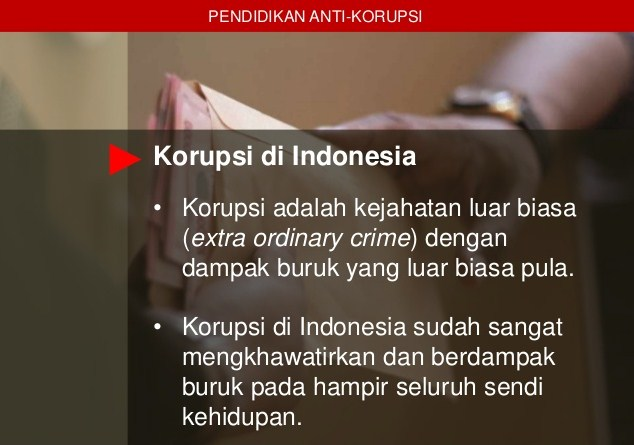 PENDIDIKAN ANTI-KORUPSI
Korupsi di Indonesia
• Korupsi adalah kejahatan luar biasa
(extra ordinary crime) dengan
dampak buruk yang luar biasa pula.
• Korupsi di Indonesia sudah sangat
mengkhawatirkan dan berdampak
buruk pada hampir seluruh sendi
kehidupan.